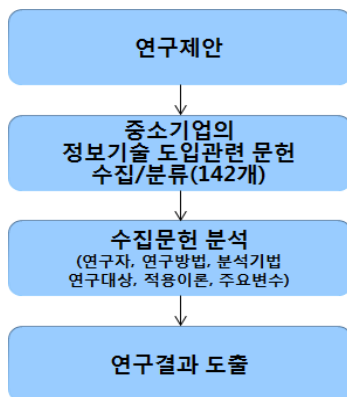 연구제안
중소기업의
정보기술 도입관련 문헌
수집/분류(142개)
수집문헌 분석
(연구자, 연구방법, 분석기법
연구대상, 적용이론, 주요변수)
연구결과 도출